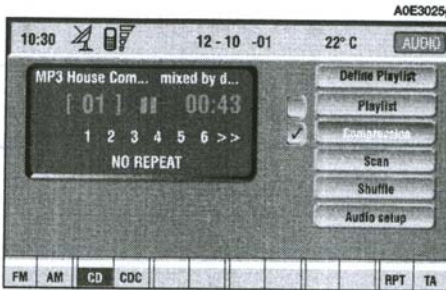 A0E3025
10:30 12-10 -01 22° C AUDIO
MP3 House Com... mixed by d...
[ 01 ] 00:43
1 2 3 4 5 6 >>
NO REPEAT
Define Playlist
Playlist
Compression
Scan
Shuffle
Audio setup
FM AM CD CDC RPT TA